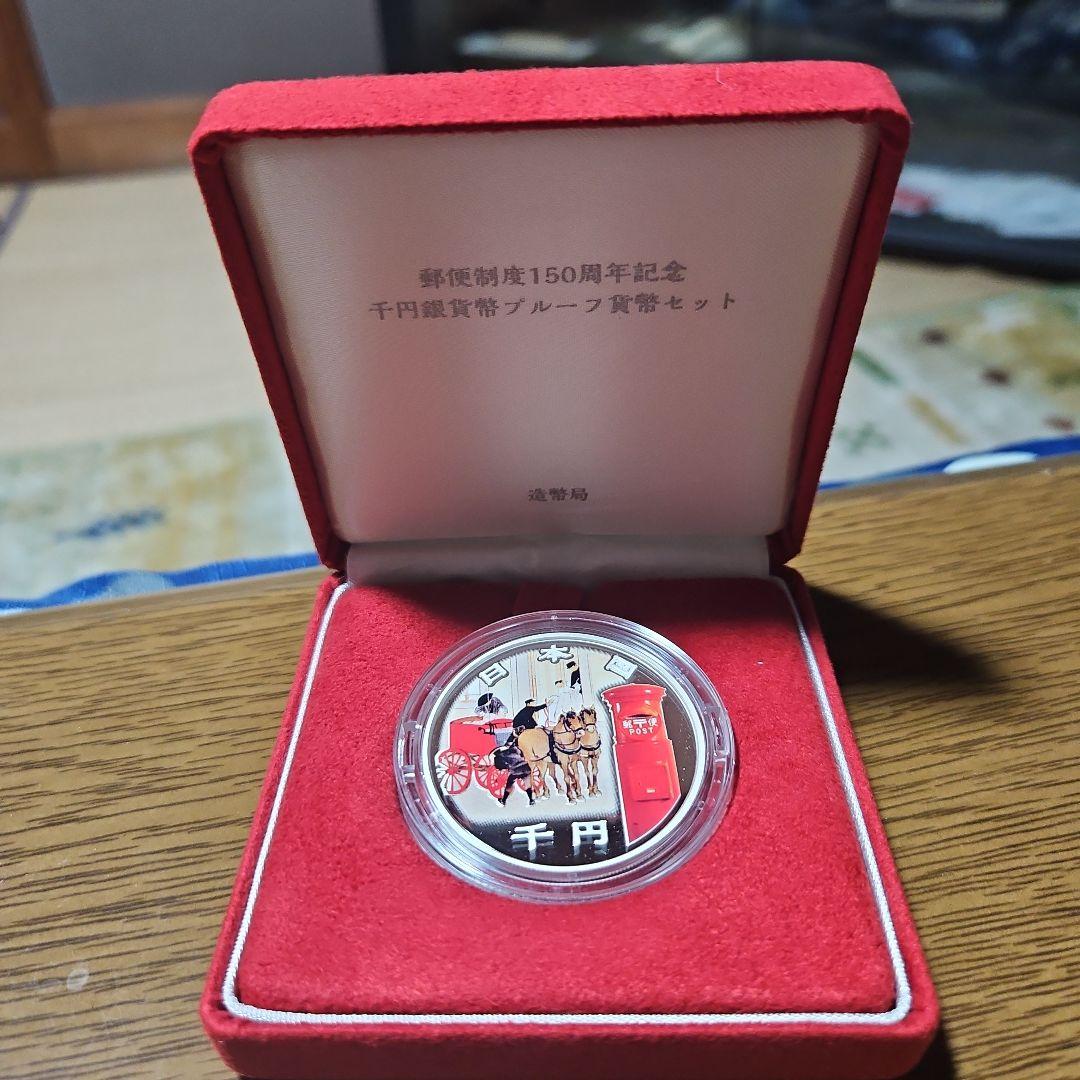 郵便制度150周年記念
千円銀貨幣プルーフ貨幣セット
造幣局
日本国
郵〒便
POST
千円